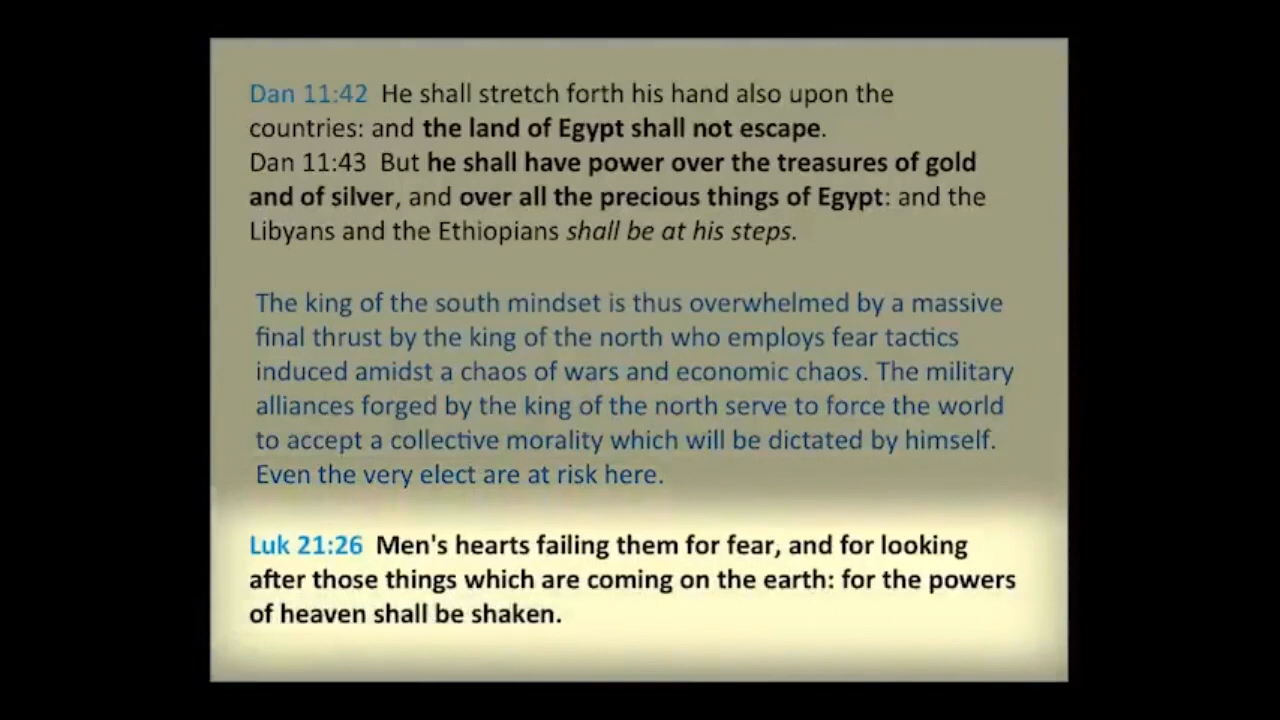 Dan 11:42 He shall stretch forth his hand also upon the
countries: and the land of Egypt shall not escape.
Dan 11:43 But he shall have power over the treasures of gold
and of silver, and over all the precious things of Egypt: and the
Libyans and the Ethiopians shall be at his steps.
The king of the south mindset is thus overwhelmed by a massive
final thrust by the king of the north who employs fear tactics
induced amidst a chaos of wars and economic chaos. The military
alliances forged by the king of the north serve to force the world
to accept a collective morality which will be dictated by himself.
Even the very elect are at risk here.
Luk 21:26 Men's hearts failing them for fear, and for looking
after those things which are coming on the earth: for the powers
of heaven shall be shaken.